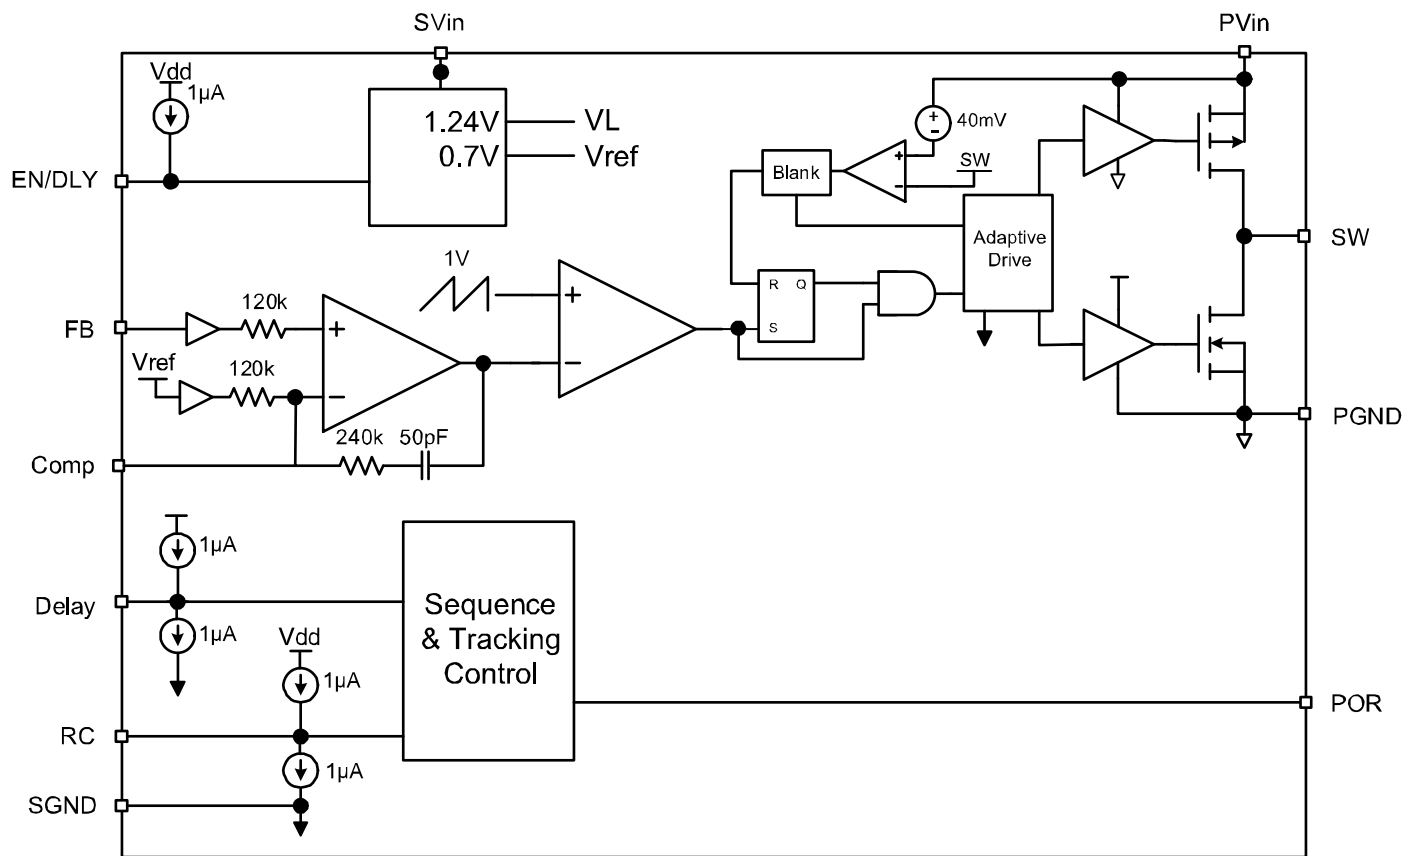 SVin
PVin
Vdd
1µA
1.24V
VL
0.7V
Vref
EN/DLY
+
-
40mV
Blank
+
-
SW
Adaptive
Drive
SW
1V
FB
120k
+
-
+
-
R
Q
S
Vref
120k
240k
50pF
Comp
PGND
1µA
Delay
1µA
Sequence
& Tracking
Control
Vdd
1µA
RC
1µA
POR
SGND